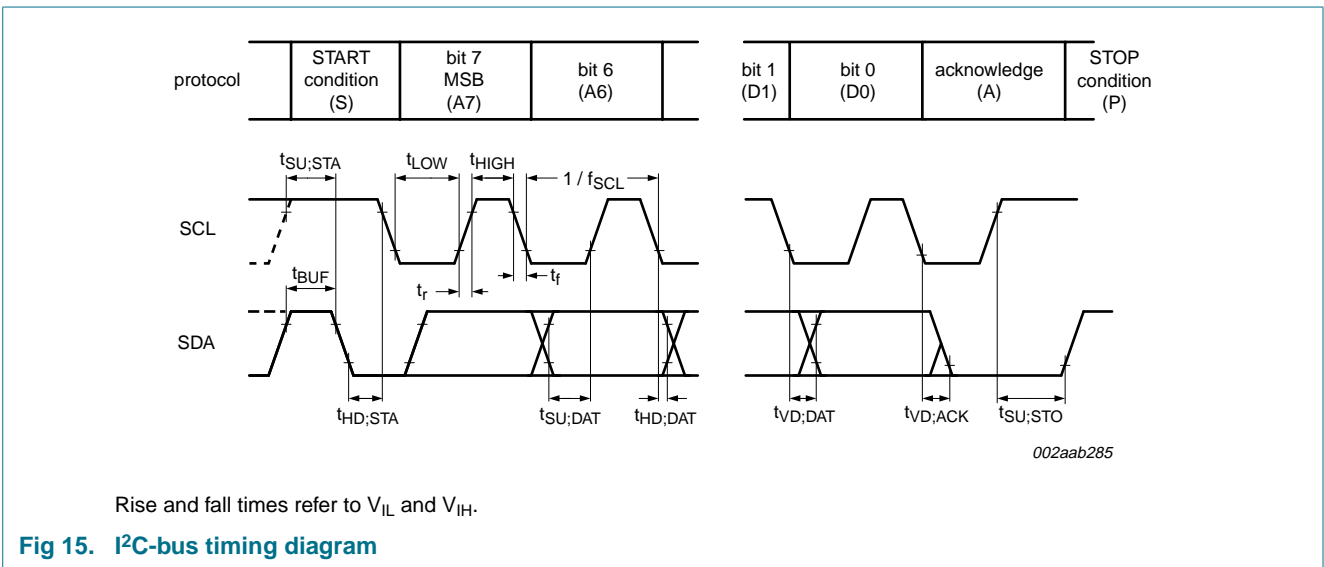 protocol
START
condition
(S)
bit 7
MSB
(A7)
bit 6
(A6)
bit 1
(D1)
bit 0
(D0)
acknowledge
(A)
STOP
condition
(P)
tSU;STA
tLOW
tHIGH
1 / fSCL
SCL
tBUF
tr
tf
SDA
tHD;STA
tSU;DAT
tHD;DAT
tVD;DAT
tVD;ACK
tSU;STO
002aab285
Rise and fall times refer to VIL and VIH.
Fig 15. I²C-bus timing diagram